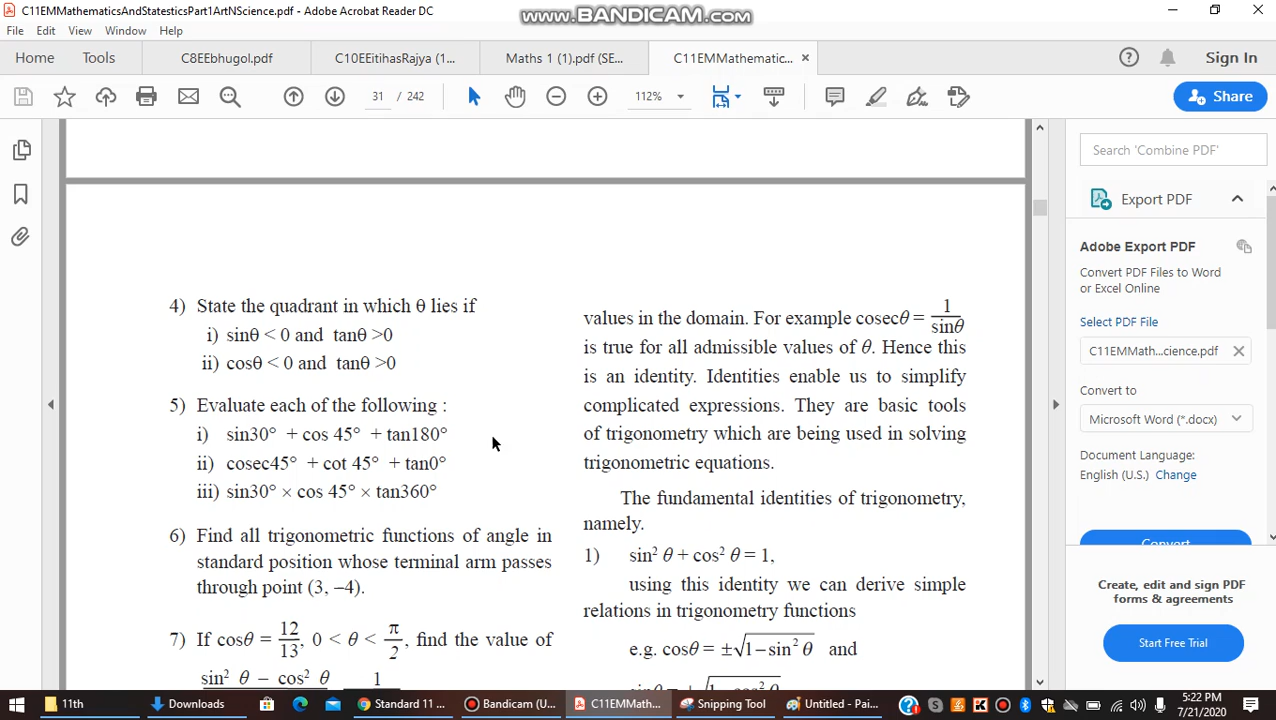 C11EMMathematicsAndStatesticsPart1ArtNScience.pdf - Adobe Acrobat Reader DC
www.BANDICAM.com
File Edit View Window Help
Home Tools C8EEbhugol.pdf C10EEitihasRajya (1... Maths 1 (1).pdf (SE... C11EMMathematic... ×
Sign In
31 / 242
112%
Share
4) State the quadrant in which θ lies if
i) sinθ < 0 and tanθ >0
ii) cosθ < 0 and tanθ >0
5) Evaluate each of the following :
i) sin30° + cos 45° + tan180°
ii) cosec45° + cot 45° + tan0°
iii) sin30° × cos 45° × tan360°
6) Find all trigonometric functions of angle in
standard position whose terminal arm passes
through point (3, −4).
7) If cosθ = 12/13, 0 < θ < π/2, find the value of
sin² θ − cos² θ 1
values in the domain. For example cosecθ = 1/sinθ
is true for all admissible values of θ. Hence this
is an identity. Identities enable us to simplify
complicated expressions. They are basic tools
of trigonometry which are being used in solving
trigonometric equations.
The fundamental identities of trigonometry,
namely.
1) sin² θ + cos² θ = 1,
using this identity we can derive simple
relations in trigonometry functions
e.g. cosθ = ±√1−sin² θ and
Search 'Combine PDF'
Export PDF
Adobe Export PDF
Convert PDF Files to Word
or Excel Online
Select PDF File
C11EMMath...cience.pdf
Convert to
Microsoft Word (*.docx)
Document Language:
English (U.S.) Change
Convert
Create, edit and sign PDF
forms & agreements
Start Free Trial
11th
Downloads
Standard 11 ...
Bandicam (U...
C11EMMath...
Snipping Tool
Untitled - Pai...
5:22 PM
7/21/2020